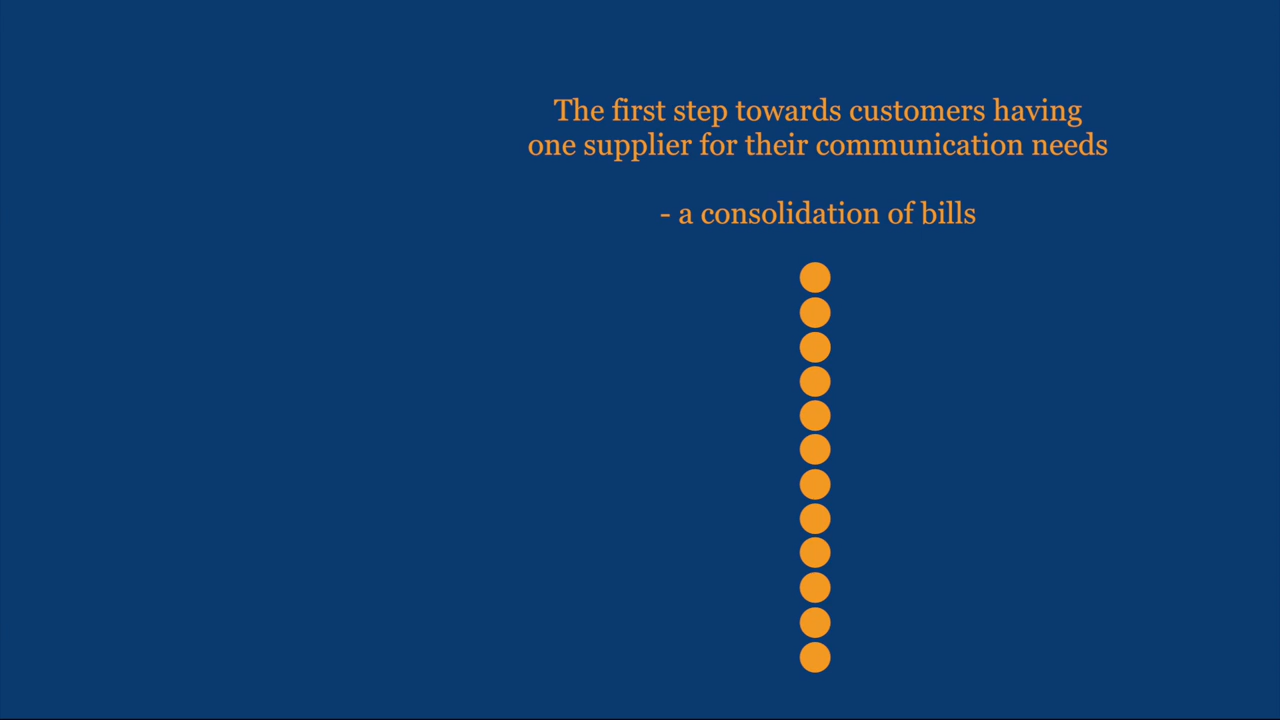 The first step towards customers having
one supplier for their communication needs
- a consolidation of bills